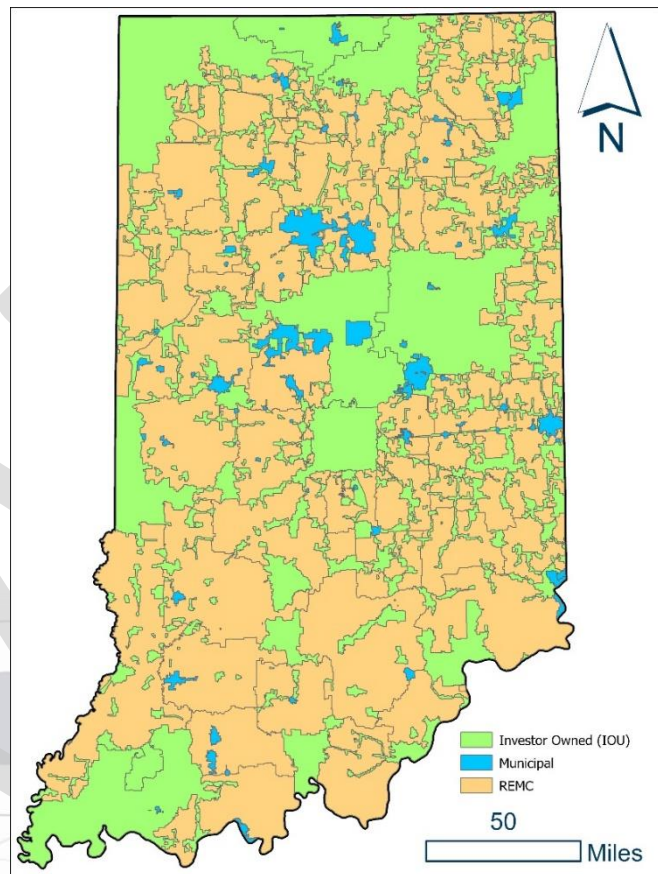 N
Investor Owned (IOU)
Municipal
REMC
50
Miles